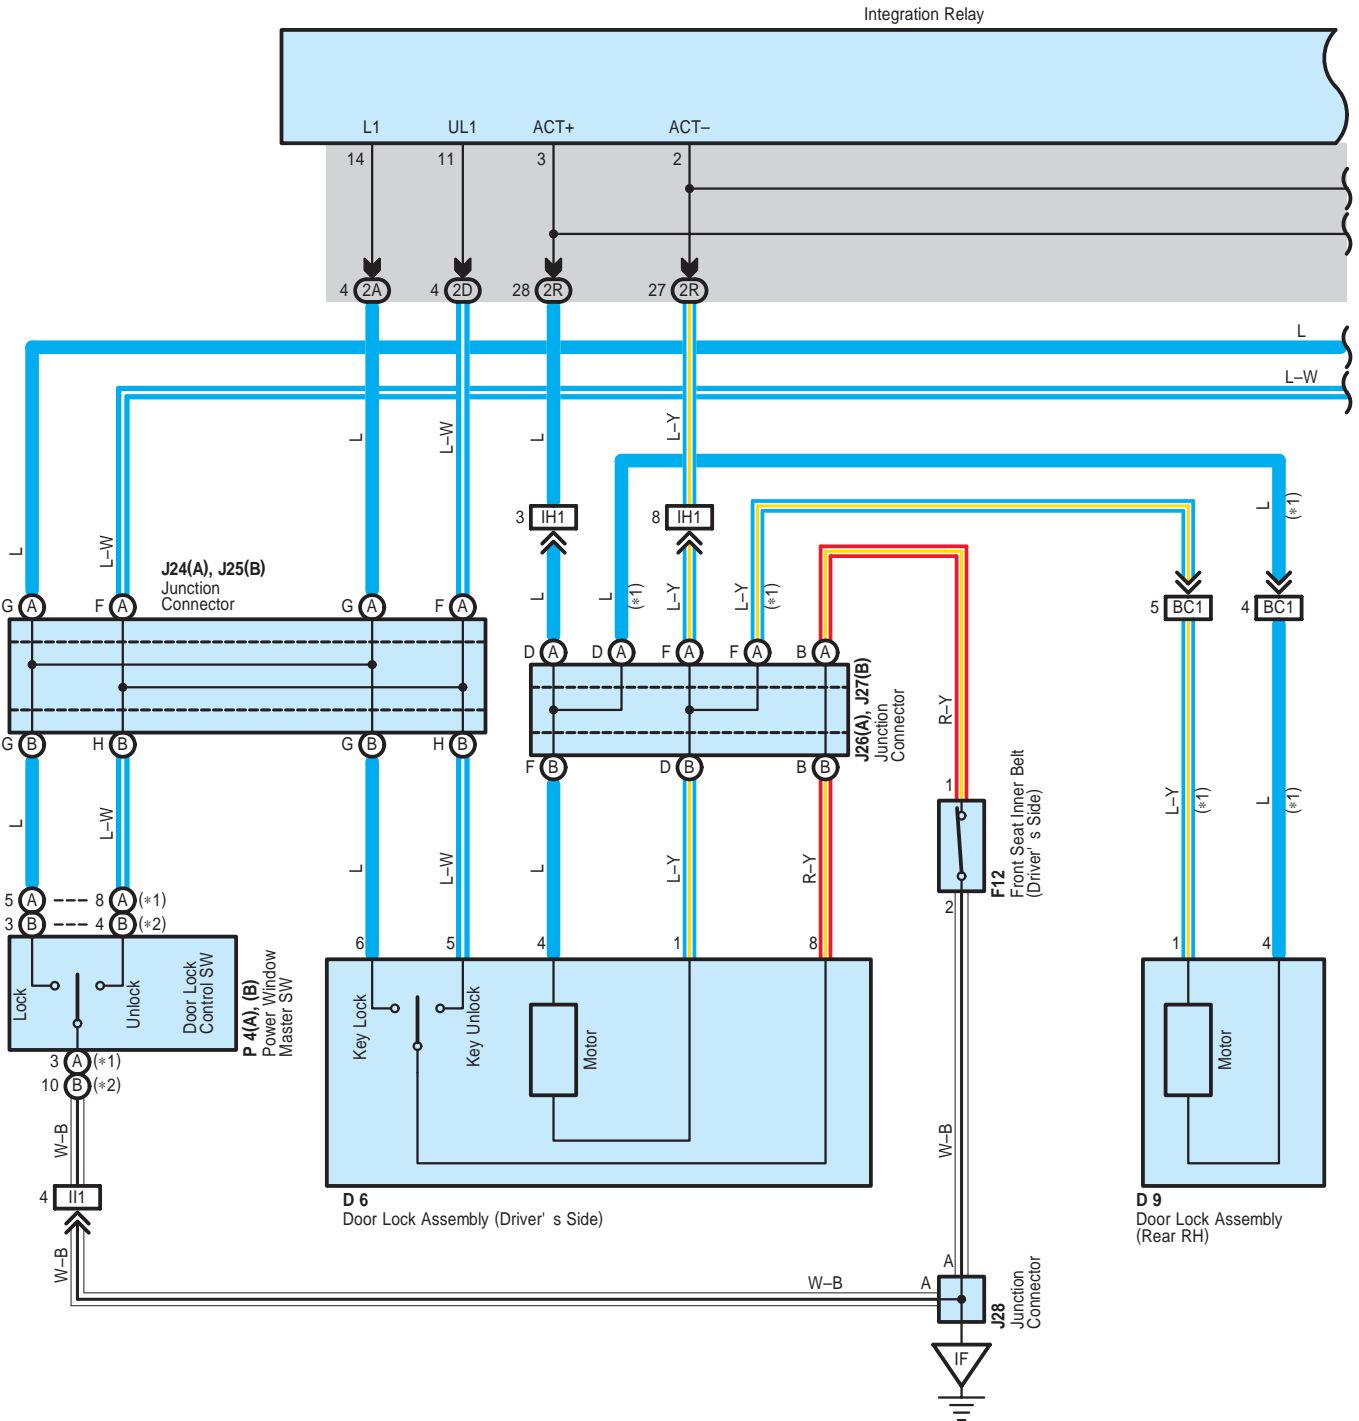 Integration Relay
L1 UL1 ACT+ ACT–
14 11 3 2
4 2A 4 2D 28 2R 27 2R
L
L–W
L L–W L L–Y
L (*1)
3 IH1 8 IH1
L L–W
J24(A), J25(B)
Junction
Connector
L L (*1) L–Y L–Y (*1)
5 BC1 4 BC1
G A F A G A F A
D A D A F A F A B A
J26(A), J27(B)
Junction
Connector
R–Y
G B H B G B H B
F B D B B B
1
F12
Front Seat Inner Belt
(Driver' s Side)
2
L L–W L L–W L L–Y R–Y
L–Y (*1) L (*1)
5 A 8 A (*1)
3 B 4 B (*2)
6 5 4 1 8 1 4
Lock Unlock
Door Lock
Control SW
P 4(A), (B)
Power Window
Master SW
Key Lock Key Unlock Motor
Motor
3 A (*1)
10 B (*2)
W–B W–B
4 II1
D 6
Door Lock Assembly (Driver' s Side)
D 9
Door Lock Assembly
(Rear RH)
W–B
A
W–B A
J28
Junction
Connector
IF